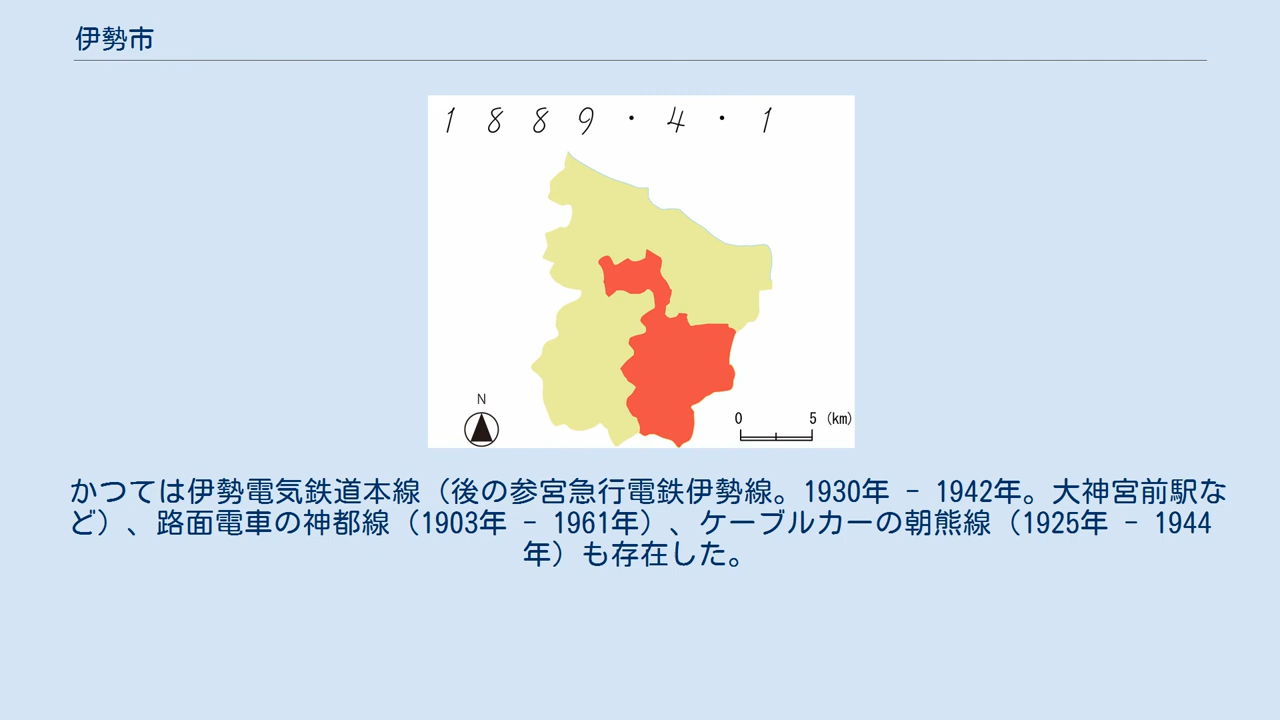 伊勢市
1889・4・1
N
0 5 (km)
かつては伊勢電気鉄道本線（後の参宮急行電鉄伊勢線。1930年 - 1942年。大神宮前駅な
ど）、路面電車の神都線（1903年 - 1961年）、ケーブルカーの朝熊線（1925年 - 1944
年）も存在した。